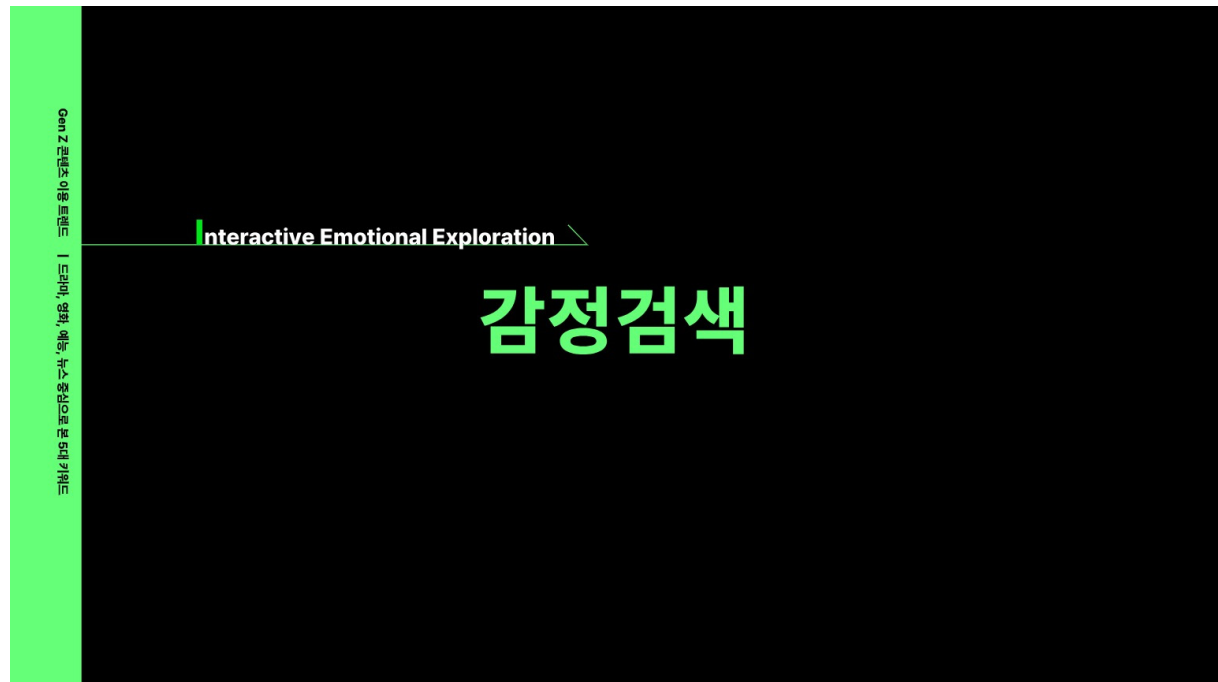 Gen Z 콘텐츠 이용 트렌드 | 드라마, 영화, 예능, 뉴스 중심으로 본 5대 키워드
Interactive Emotional Exploration
감정검색